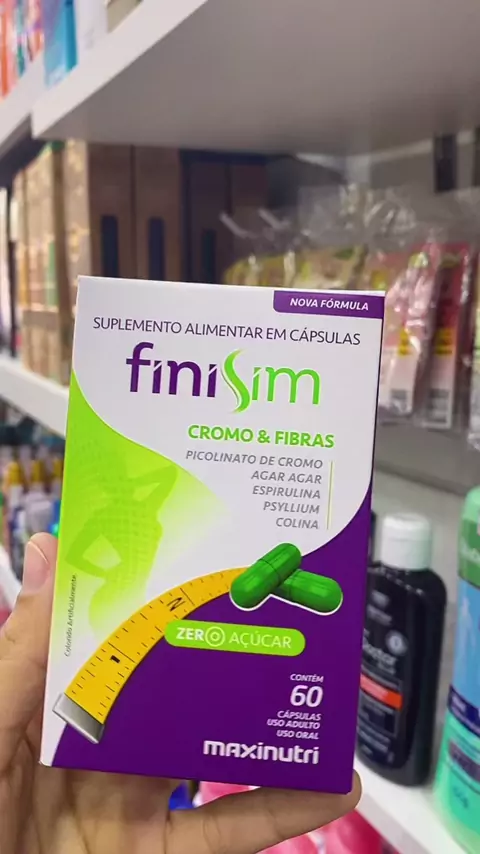 NOVA FÓRMULA
SUPLEMENTO ALIMENTAR EM CÁPSULAS
finiSim
CROMO & FIBRAS
PICOLINATO DE CROMO
AGAR AGAR
ESPIRULINA
PSYLLIUM
COLINA
Colorido Artificialmente
ZERO AÇÚCAR
CONTÉM
60
CÁPSULAS
USO ADULTO
USO ORAL
maxinutri